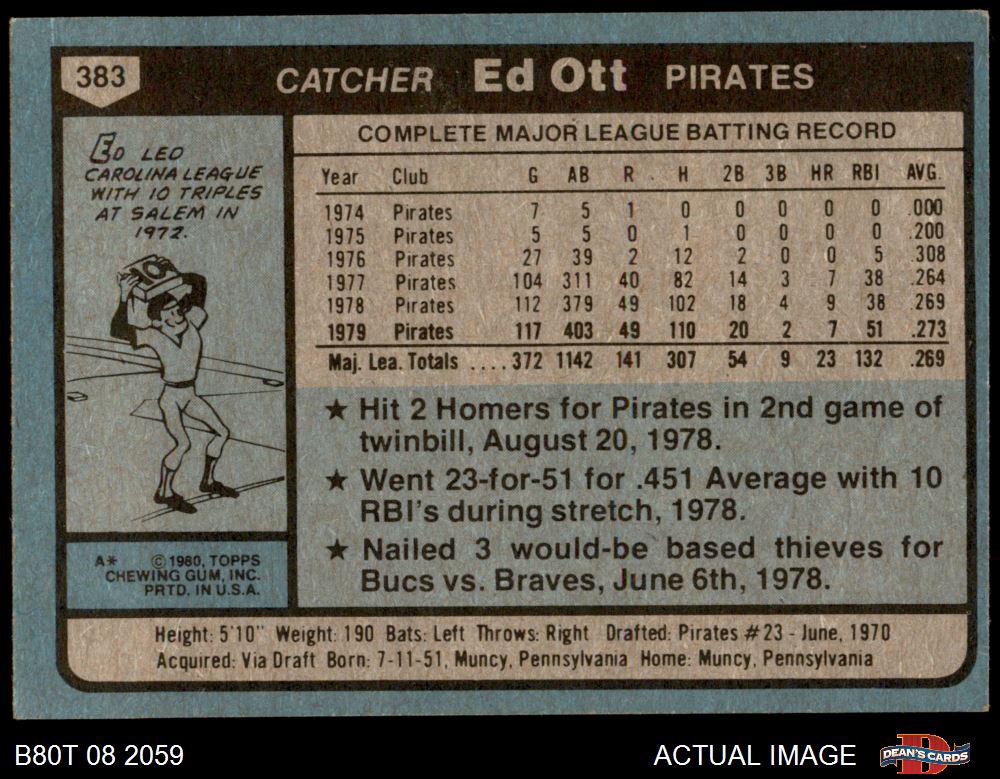 383
CATCHER Ed Ott PIRATES
ED LED
CAROLINA LEAGUE
WITH 10 TRIPLES
AT SALEM IN
1972.
A* © 1980, TOPPS
CHEWING GUM, INC.
PRTD. IN U.S.A.
COMPLETE MAJOR LEAGUE BATTING RECORD
Year Club G AB R H 2B 3B HR RBI AVG.
1974 Pirates 7 5 1 0 0 0 0 0 .000
1975 Pirates 5 5 0 1 0 0 0 0 .200
1976 Pirates 27 39 2 12 2 0 0 5 .308
1977 Pirates 104 311 40 82 14 3 7 38 .264
1978 Pirates 112 379 49 102 18 4 9 38 .269
1979 Pirates 117 403 49 110 20 2 7 51 .273
Maj. Lea. Totals .... 372 1142 141 307 54 9 23 132 .269
★ Hit 2 Homers for Pirates in 2nd game of
twinbill, August 20, 1978.
★ Went 23-for-51 for .451 Average with 10
RBI's during stretch, 1978.
★ Nailed 3 would-be based thieves for
Bucs vs. Braves, June 6th, 1978.
Height: 5'10" Weight: 190 Bats: Left Throws: Right Drafted: Pirates #23 - June, 1970
Acquired: Via Draft Born: 7-11-51, Muncy, Pennsylvania Home: Muncy, Pennsylvania
B80T 08 2059 ACTUAL IMAGE DEAN'S CARDS